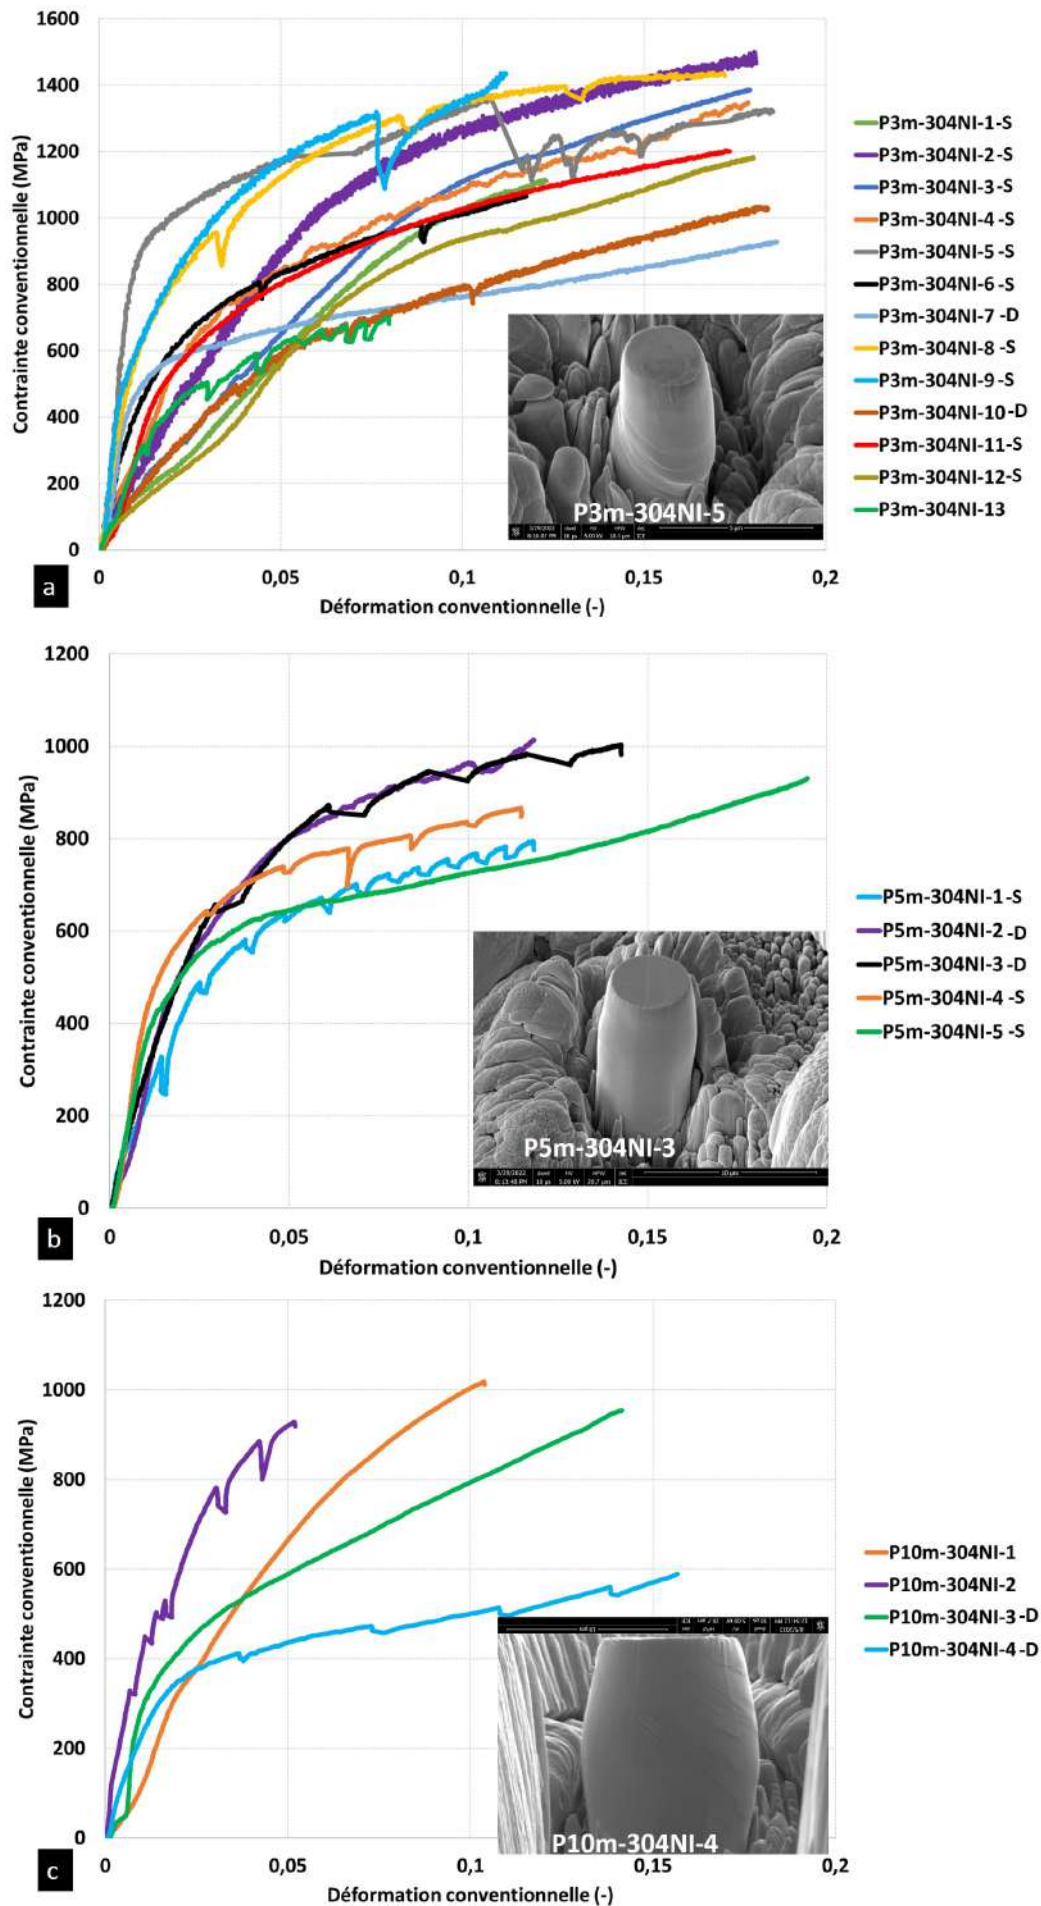 1600
1400
1200
1000
800
600
400
200
0
Contrainte conventionnelle (MPa)
0 0,05 0,1 0,15 0,2
Déformation conventionnelle (-)
a
P3m-304NI-1-S
P3m-304NI-2-S
P3m-304NI-3-S
P3m-304NI-4-S
P3m-304NI-5-S
P3m-304NI-6-S
P3m-304NI-7-D
P3m-304NI-8-S
P3m-304NI-9-S
P3m-304NI-10-D
P3m-304NI-11-S
P3m-304NI-12-S
P3m-304NI-13
P3m-304NI-5
1200
1000
800
600
400
200
0
Contrainte conventionnelle (MPa)
0 0,05 0,1 0,15 0,2
Déformation conventionnelle (-)
b
P5m-304NI-1-S
P5m-304NI-2-D
P5m-304NI-3-D
P5m-304NI-4-S
P5m-304NI-5-S
P5m-304NI-3
1200
1000
800
600
400
200
0
Contrainte conventionnelle (MPa)
0 0,05 0,1 0,15 0,2
Déformation conventionnelle (-)
c
P10m-304NI-1
P10m-304NI-2
P10m-304NI-3-D
P10m-304NI-4-D
P10m-304NI-4